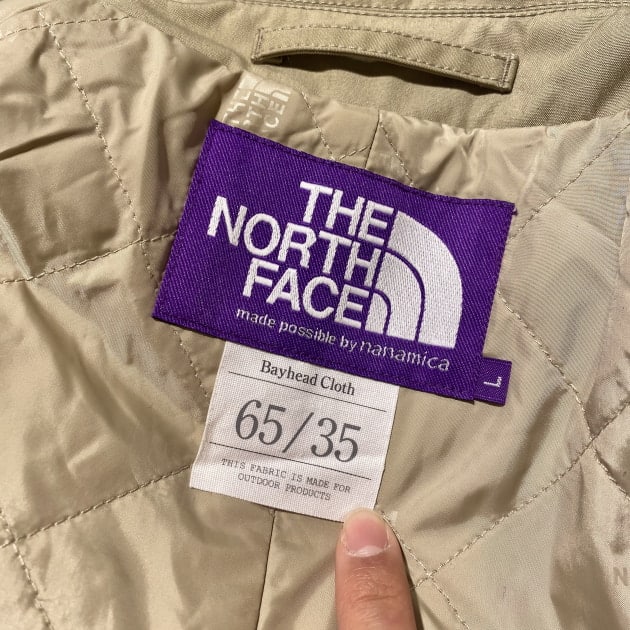 THE
NORTH
FACE
made possible by nanamica
L
Bayhead Cloth
65/35
THIS FABRIC IS MADE FOR
OUTDOOR PRODUCTS